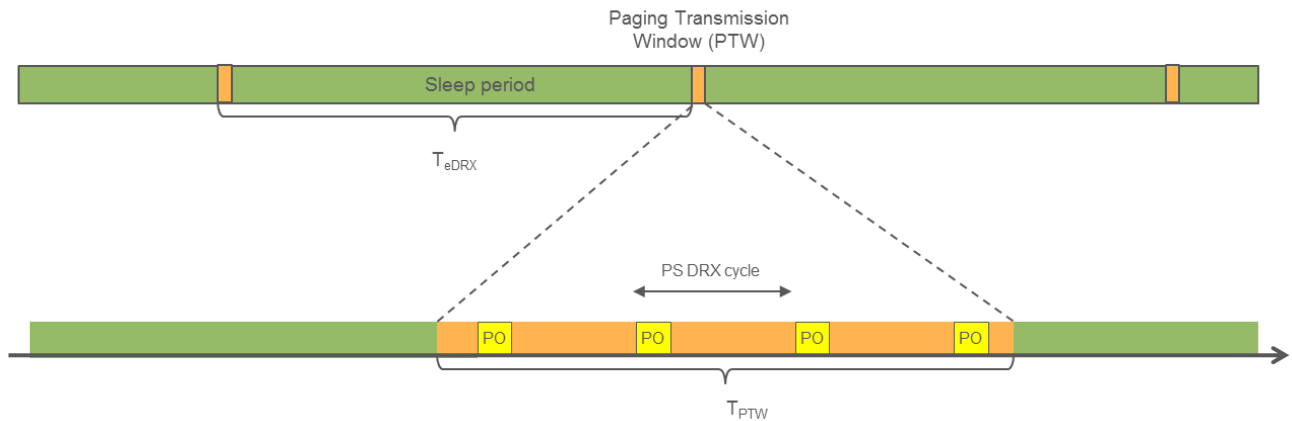 Paging Transmission
Window (PTW)
Sleep period
TeDRX
PS DRX cycle
PO PO PO PO
TPTW